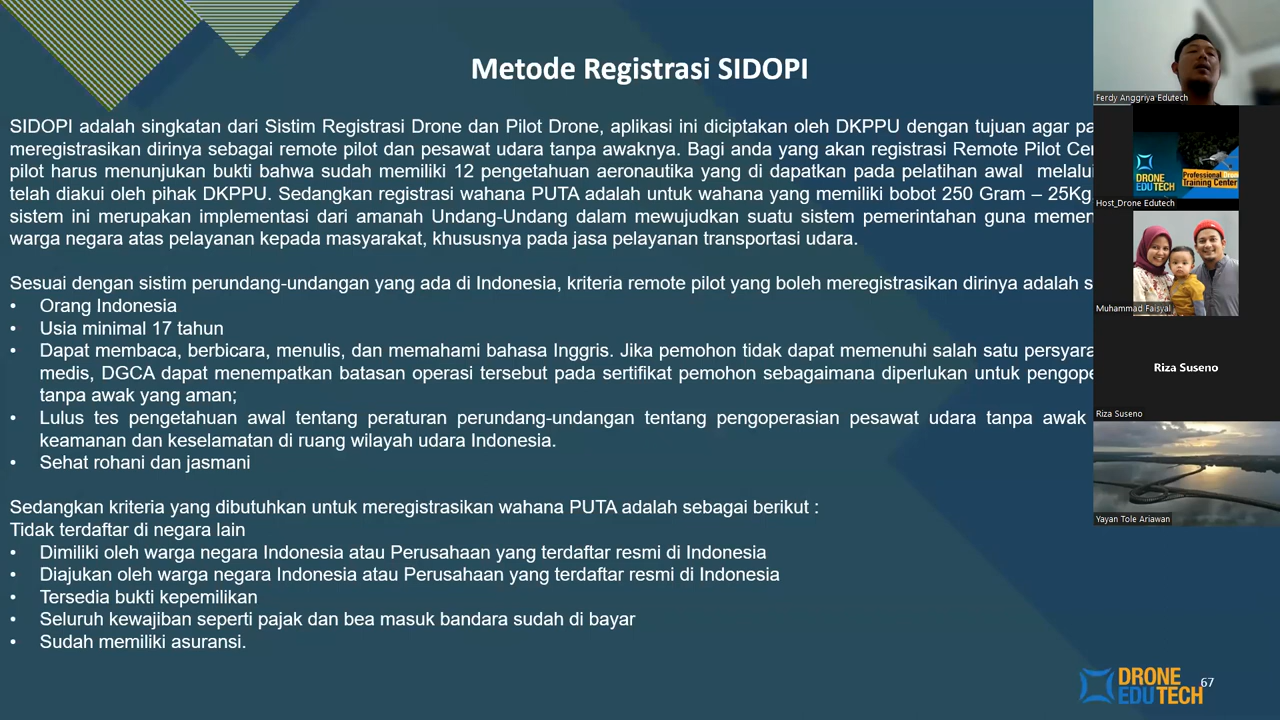 Metode Registrasi SIDOPI
SIDOPI adalah singkatan dari Sistim Registrasi Drone dan Pilot Drone, aplikasi ini diciptakan oleh DKPPU dengan tujuan agar
meregistrasikan dirinya sebagai remote pilot dan pesawat udara tanpa awaknya. Bagi anda yang akan registrasi Remote Pilot
pilot harus menunjukan bukti bahwa sudah memiliki 12 pengetahuan aeronautika yang di dapatkan pada pelatihan awal
telah diakui oleh pihak DKPPU. Sedangkan registrasi wahana PUTA adalah untuk wahana yang memiliki bobot 250 Gram – 25Kg
sistem ini merupakan implementasi dari amanah Undang-Undang dalam mewujudkan suatu sistem pemerintahan guna
warga negara atas pelayanan kepada masyarakat, khususnya pada jasa pelayanan transportasi udara.
Sesuai dengan sistim perundang-undangan yang ada di Indonesia, kriteria remote pilot yang boleh meregistrasikan dirinya adalah
• Orang Indonesia
• Usia minimal 17 tahun
• Dapat membaca, berbicara, menulis, dan memahami bahasa Inggris. Jika pemohon tidak dapat memenuhi salah satu
medis, DGCA dapat menempatkan batasan operasi tersebut pada sertifikat pemohon sebagaimana diperlukan untuk
tanpa awak yang aman;
• Lulus tes pengetahuan awal tentang peraturan perundang-undangan tentang pengoperasian pesawat udara tanpa awak
keamanan dan keselamatan di ruang wilayah udara Indonesia.
• Sehat rohani dan jasmani
Sedangkan kriteria yang dibutuhkan untuk meregistrasikan wahana PUTA adalah sebagai berikut :
Tidak terdaftar di negara lain
• Dimiliki oleh warga negara Indonesia atau Perusahaan yang terdaftar resmi di Indonesia
• Diajukan oleh warga negara Indonesia atau Perusahaan yang terdaftar resmi di Indonesia
• Tersedia bukti kepemilikan
• Seluruh kewajiban seperti pajak dan bea masuk bandara sudah di bayar
• Sudah memiliki asuransi.
DRONE
EDUTECH
67
Ferdy Anggriya Edutech
DRONE
EDUTECH
Professional Drone
Training Center
Host_Drone Edutech
Muhammad Faisyal
Riza Suseno
Riza Suseno
Yayan Tole Ariawan